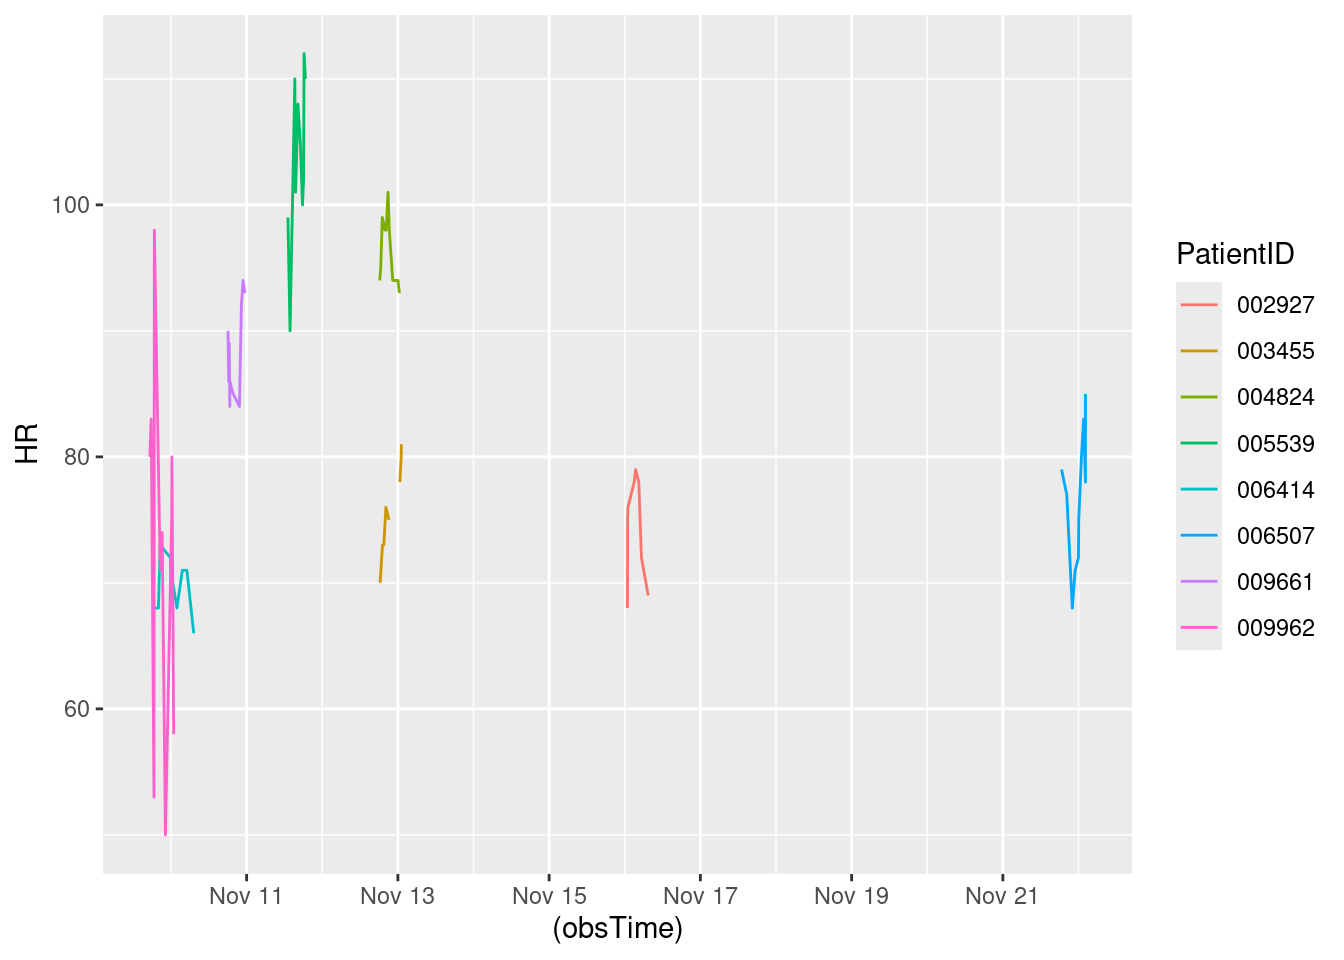 HR
100
80
60
Nov 11
Nov 13
Nov 15
Nov 17
Nov 19
Nov 21
(obsTime)
PatientID
002927
003455
004824
005539
006414
006507
009661
009962